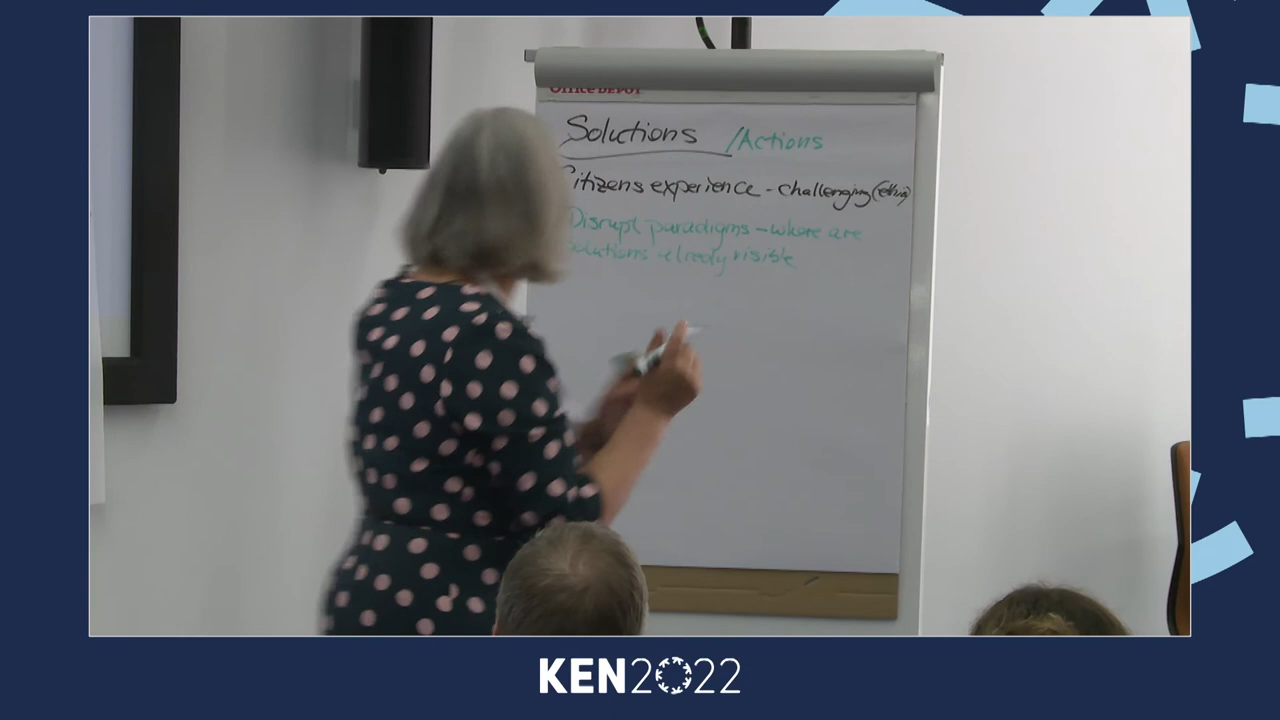 Office DEPOT
Solutions /Actions
Citizens experience - challenging
Disrupt paradigms - where are
solutions already visible
KEN2022